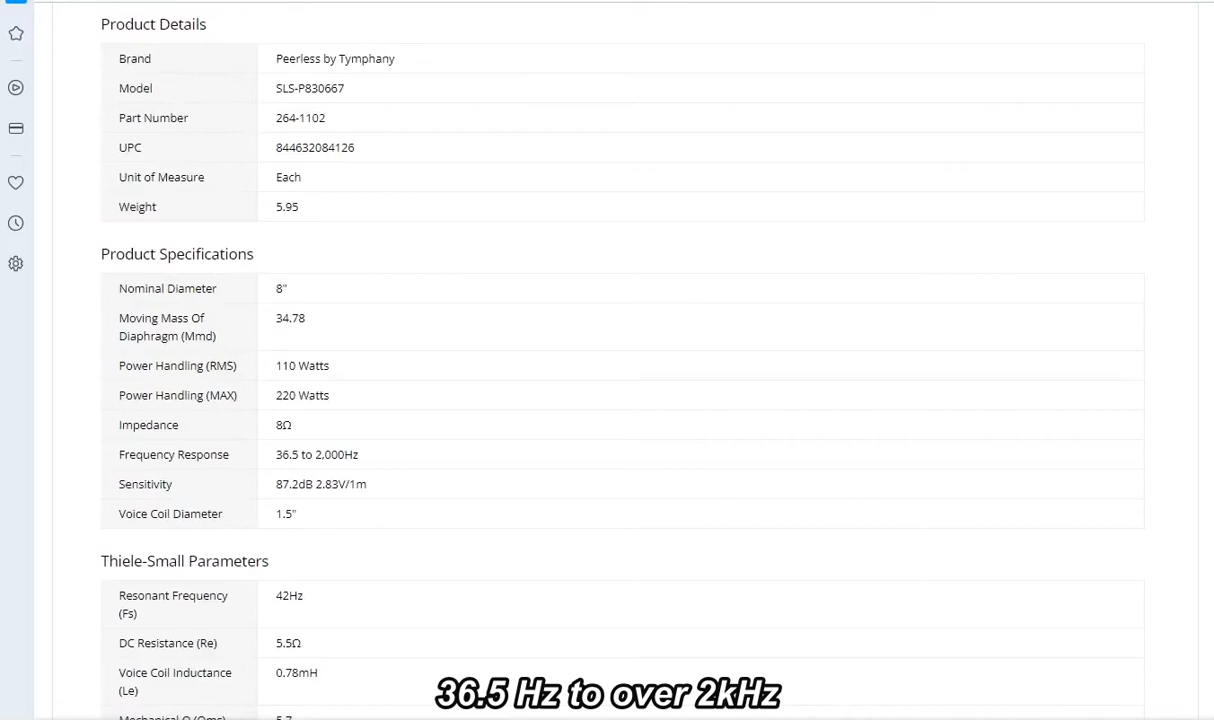 Product Details
Brand Peerless by Tymphany
Model SLS-P830667
Part Number 264-1102
UPC 844632084126
Unit of Measure Each
Weight 5.95
Product Specifications
Nominal Diameter 8"
Moving Mass Of 34.78
Diaphragm (Mmd)
Power Handling (RMS) 110 Watts
Power Handling (MAX) 220 Watts
Impedance 8Ω
Frequency Response 36.5 to 2,000Hz
Sensitivity 87.2dB 2.83V/1m
Voice Coil Diameter 1.5"
Thiele-Small Parameters
Resonant Frequency 42Hz
(Fs)
DC Resistance (Re) 5.5Ω
Voice Coil Inductance 0.78mH
(Le)
36.5 Hz to over 2kHz
Mechanical Q (Qms) 5.7